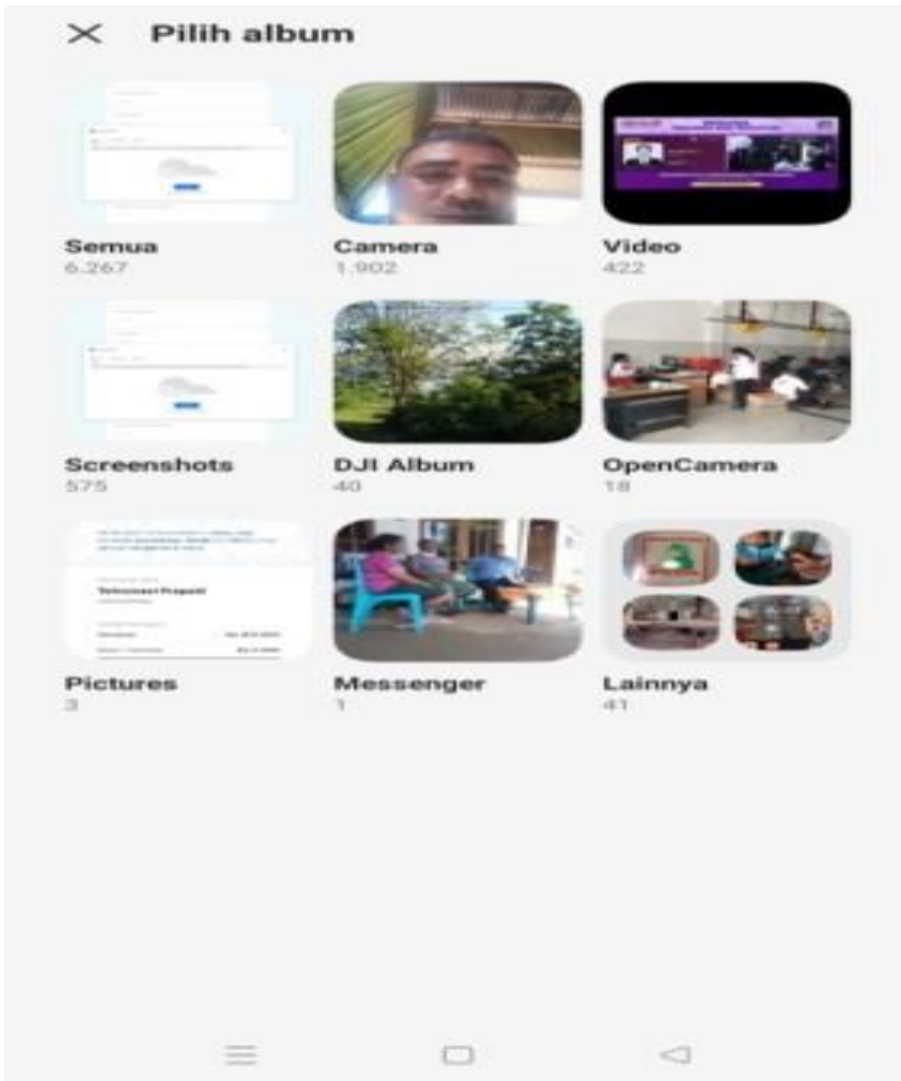 Pilih album
Semua
6.267
Camera
1.902
Video
422
Screenshots
575
DJI Album
40
OpenCamera
18
Pictures
3
Messenger
1
Lainnya
41